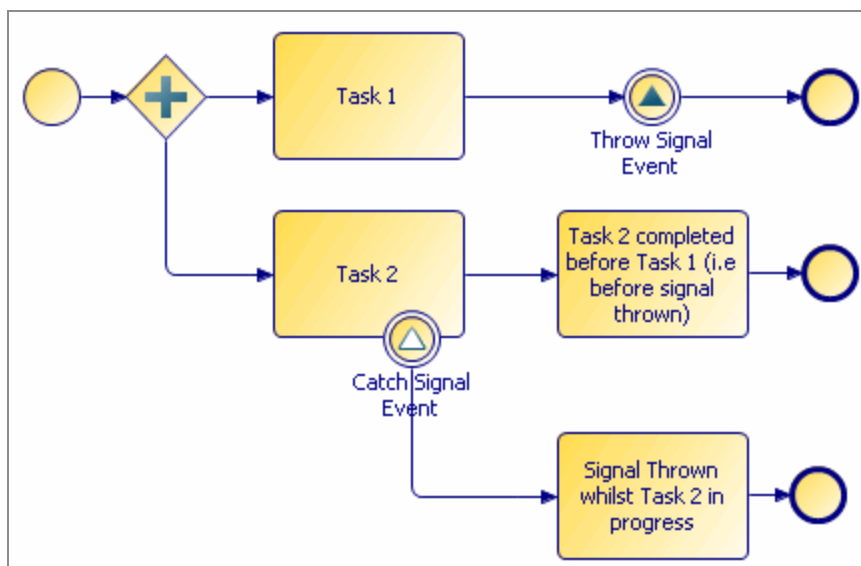 Task 1
Throw Signal
Event
Task 2
Task 2 completed
before Task 1 (i.e
before signal
thrown)
Catch Signal
Event
Signal Thrown
whilst Task 2 in
progress